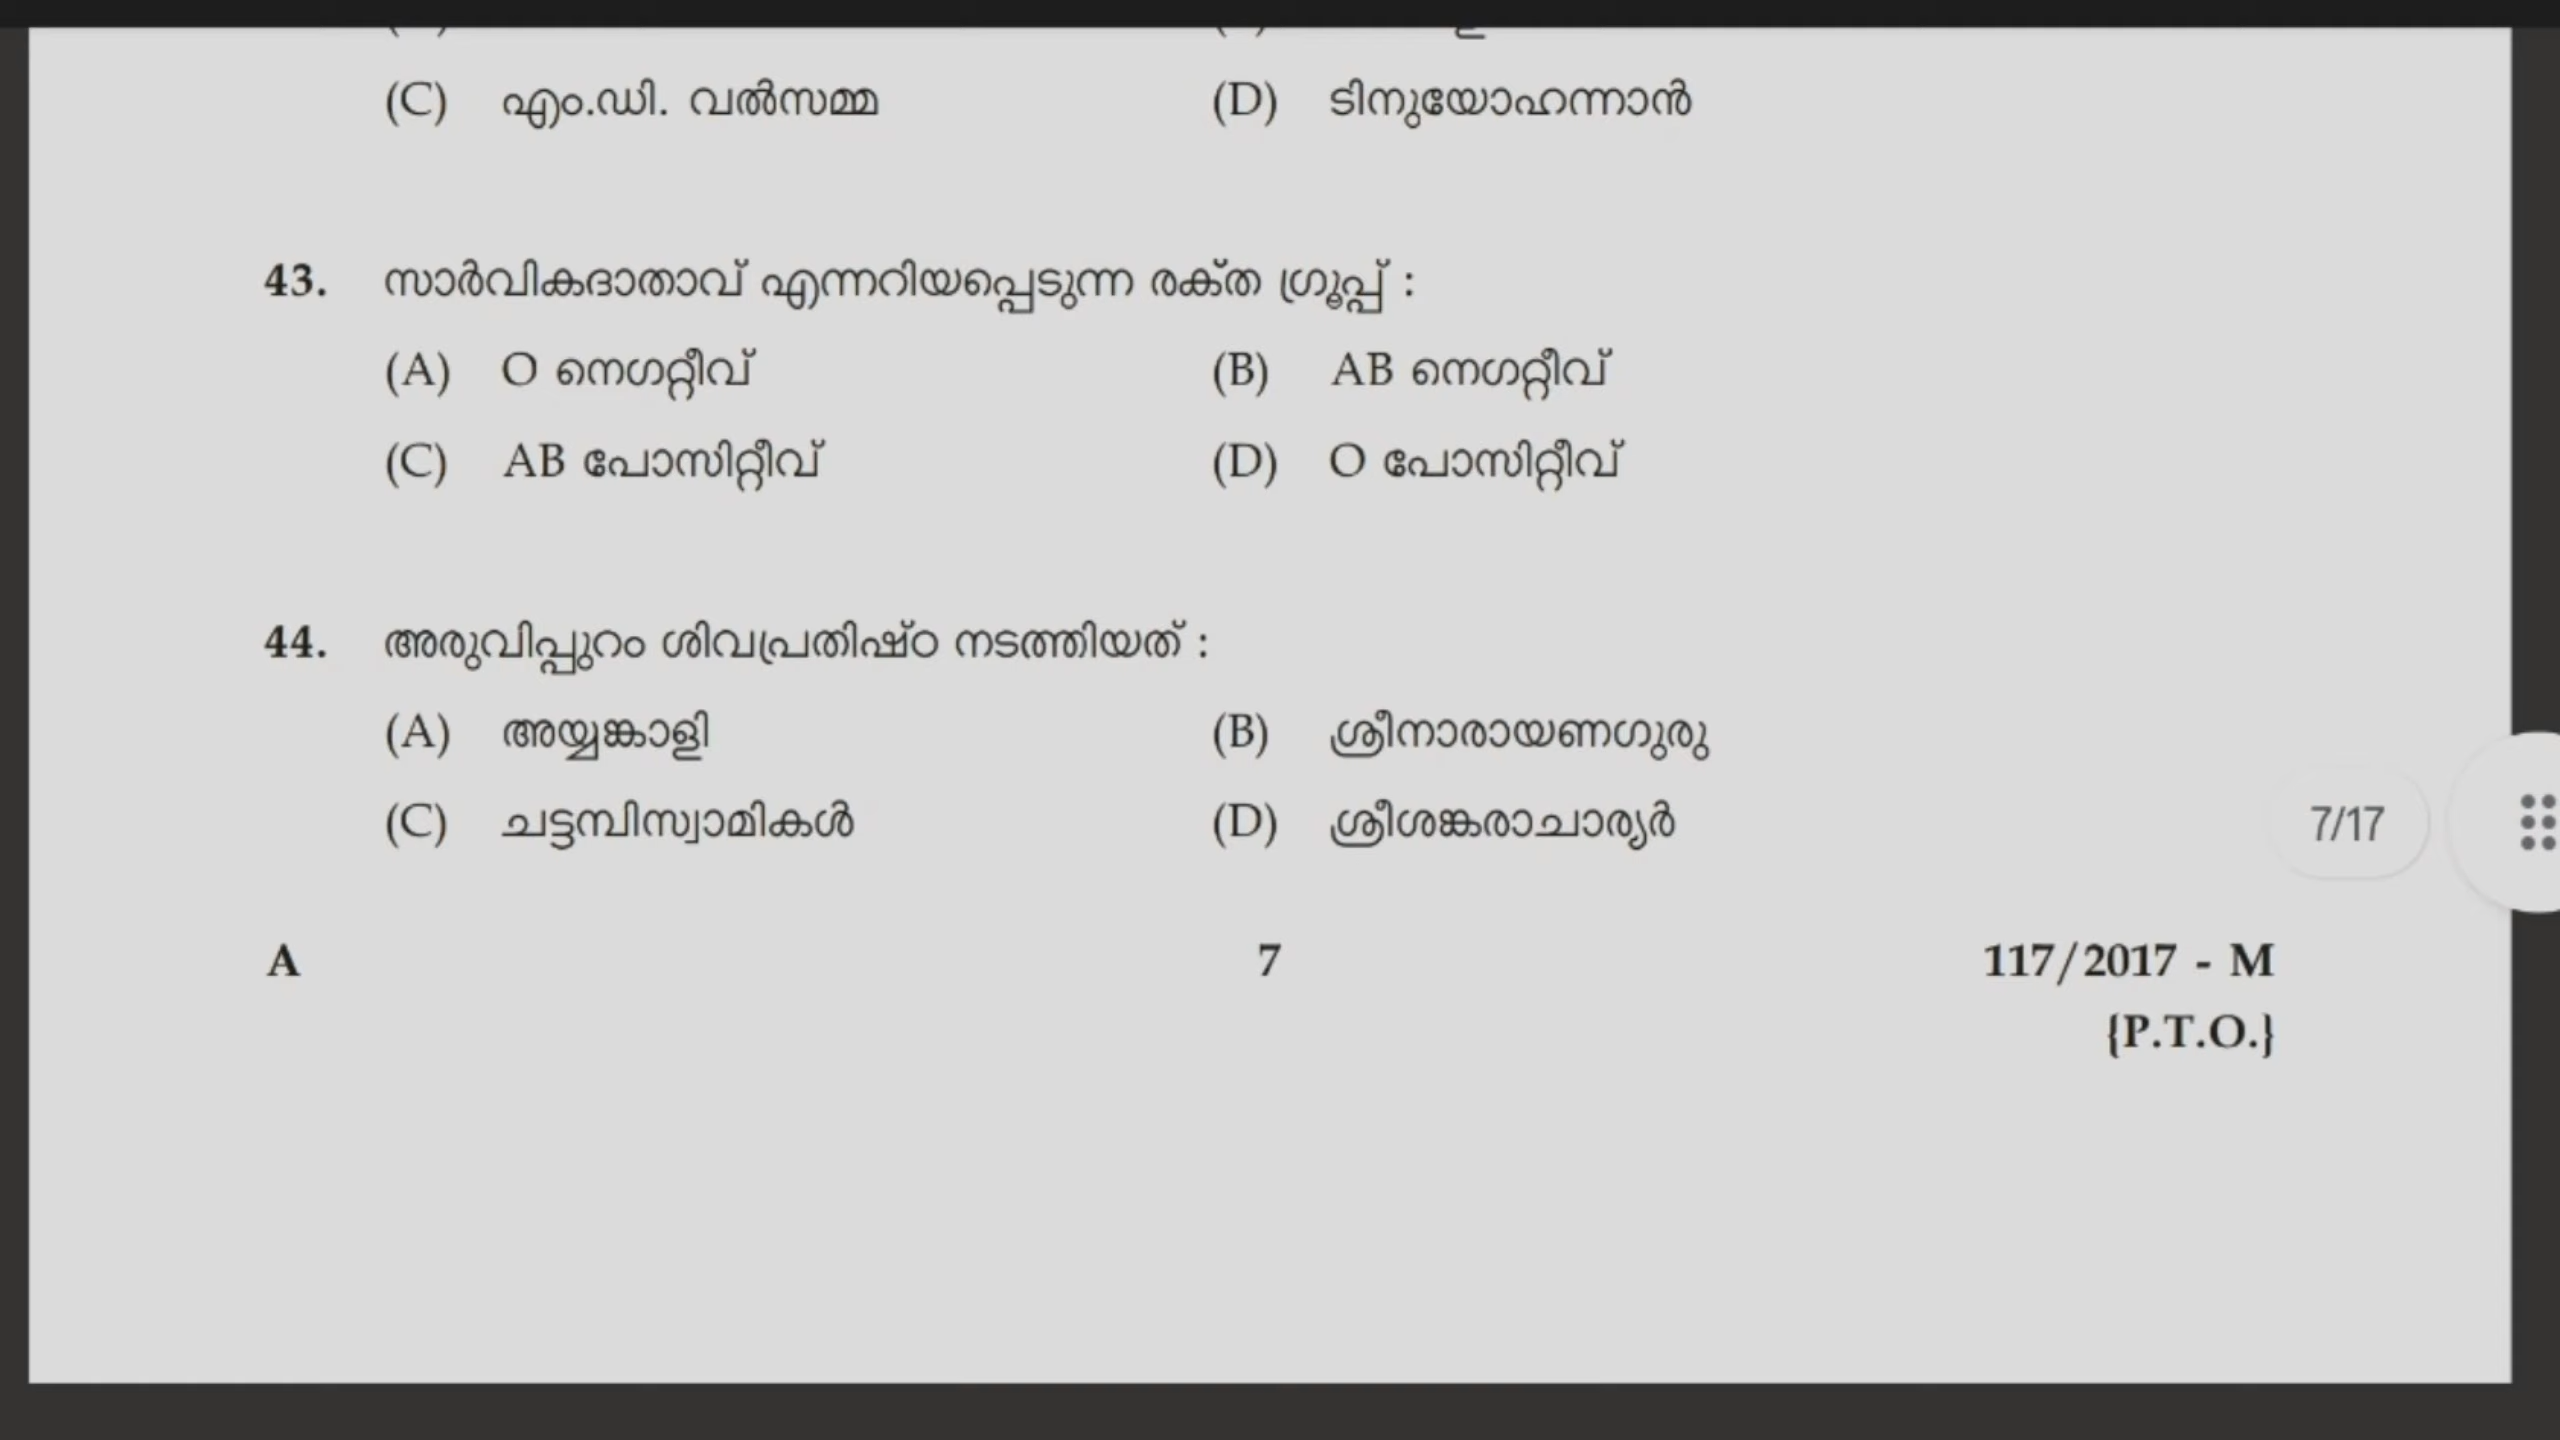 (C) എം.ഡി. വൽസമ്മ (D) ടിനുയോഹന്നാൻ
43. സാർവികദാതാവ് എന്നറിയപ്പെടുന്ന രക്ത ഗ്രൂപ്പ് :
(A) O നെഗറ്റീവ് (B) AB നെഗറ്റീവ്
(C) AB പോസിറ്റീവ് (D) O പോസിറ്റീവ്
44. അരുവിപ്പുറം ശിവപ്രതിഷ്ഠ നടത്തിയത് :
(A) അയ്യങ്കാളി (B) ശ്രീനാരായണഗുരു
(C) ചട്ടമ്പിസ്വാമികൾ (D) ശ്രീശങ്കരാചാര്യർ
7/17
A 7 117/2017 - M
{P.T.O.}